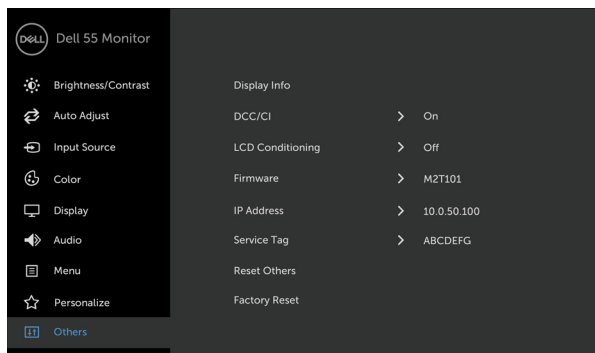 DELL Dell 55 Monitor
Brightness/Contrast
Auto Adjust
Input Source
Color
Display
Audio
Menu
Personalize
Others
Display Info
DCC/CI > On
LCD Conditioning > Off
Firmware > M2T101
IP Address > 10.0.50.100
Service Tag > ABCDEFG
Reset Others
Factory Reset